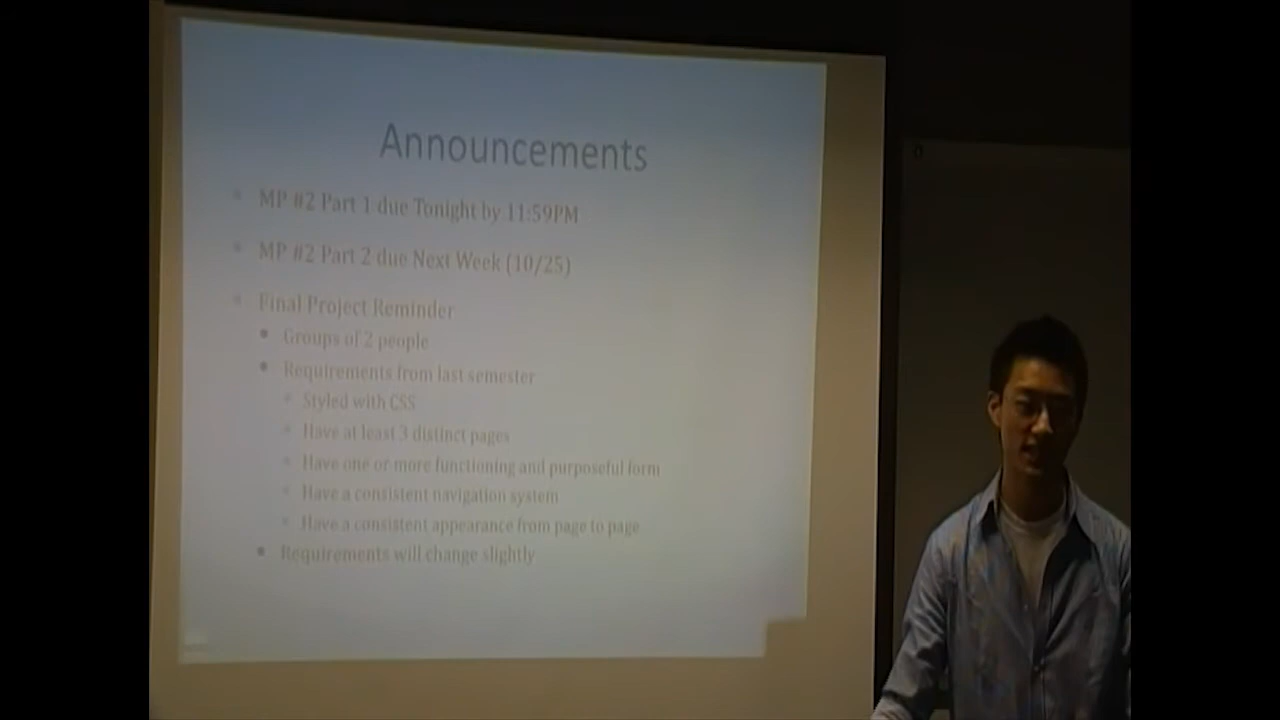 Announcements
MP #2 Part 1 due Tonight by 11:59PM
MP #2 Part 2 due Next Week (10/25)
Final Project Reminder
Groups of 2 people
Requirements from last semester
Styled with CSS
Have at least 3 distinct pages
Have one or more functioning and purposeful form
Have a consistent navigation system
Have a consistent appearance from page to page
Requirements will change slightly